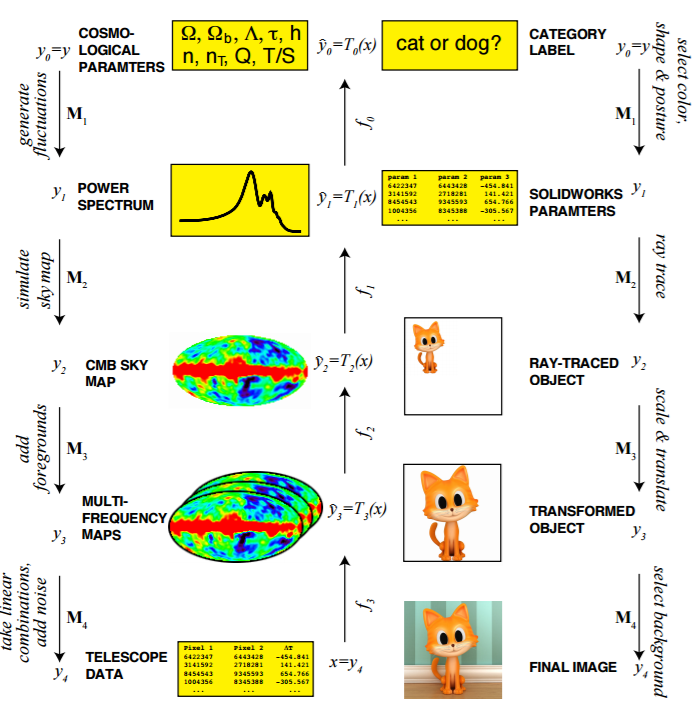 COSMO-
LOGICAL
PARAMTERS
y₀=y
Ω, Ω_b, Λ, τ, h
n, n_T, Q, T/S
ŷ₀=T₀(x)
cat or dog?
CATEGORY
LABEL
y₀=y
generate
fluctuations
M₁
f₀
M₁
select color,
shape & posture
y₁
POWER
SPECTRUM
ŷ₁=T₁(x)
param 1 param 2 param 3
6422347 6443428 -454.841
3141592 2718281 141.421
8454543 9345593 654.766
1004356 8345388 -305.567
... ... ...
SOLIDWORKS
PARAMTERS
y₁
simulate
sky map
M₂
f₁
M₂
ray trace
y₂
CMB SKY
MAP
ŷ₂=T₂(x)
RAY-TRACED
OBJECT
y₂
add
foregrounds
M₃
f₂
M₃
scale & translate
MULTI-
FREQUENCY
MAPS
y₃
ŷ₃=T₃(x)
TRANSFORMED
OBJECT
y₃
take linear
combinations,
add noise
M₄
f₃
M₄
select background
y₄
TELESCOPE
DATA
Pixel 1 Pixel 2 ΔT
6422347 6443428 -454.841
3141592 2718281 141.421
8454543 9345593 654.766
1004356 8345388 -305.567
... ... ...
x=y₄
FINAL IMAGE
y₄